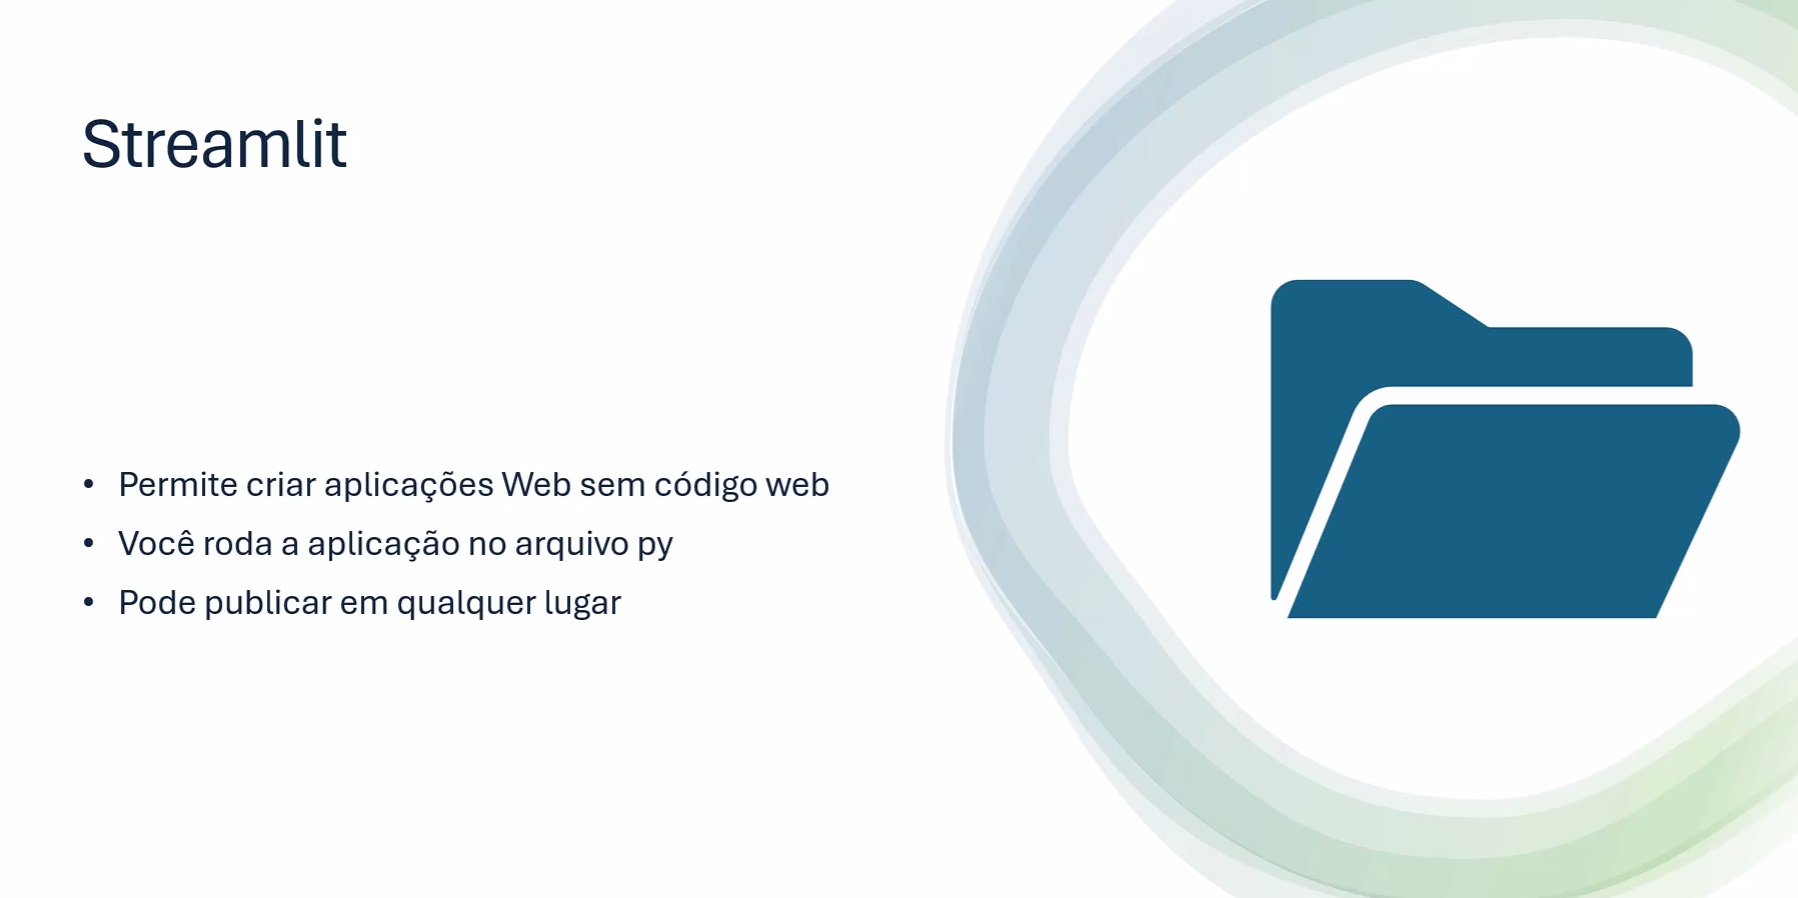 Streamlit
• Permite criar aplicações Web sem código web
• Você roda a aplicação no arquivo py
• Pode publicar em qualquer lugar